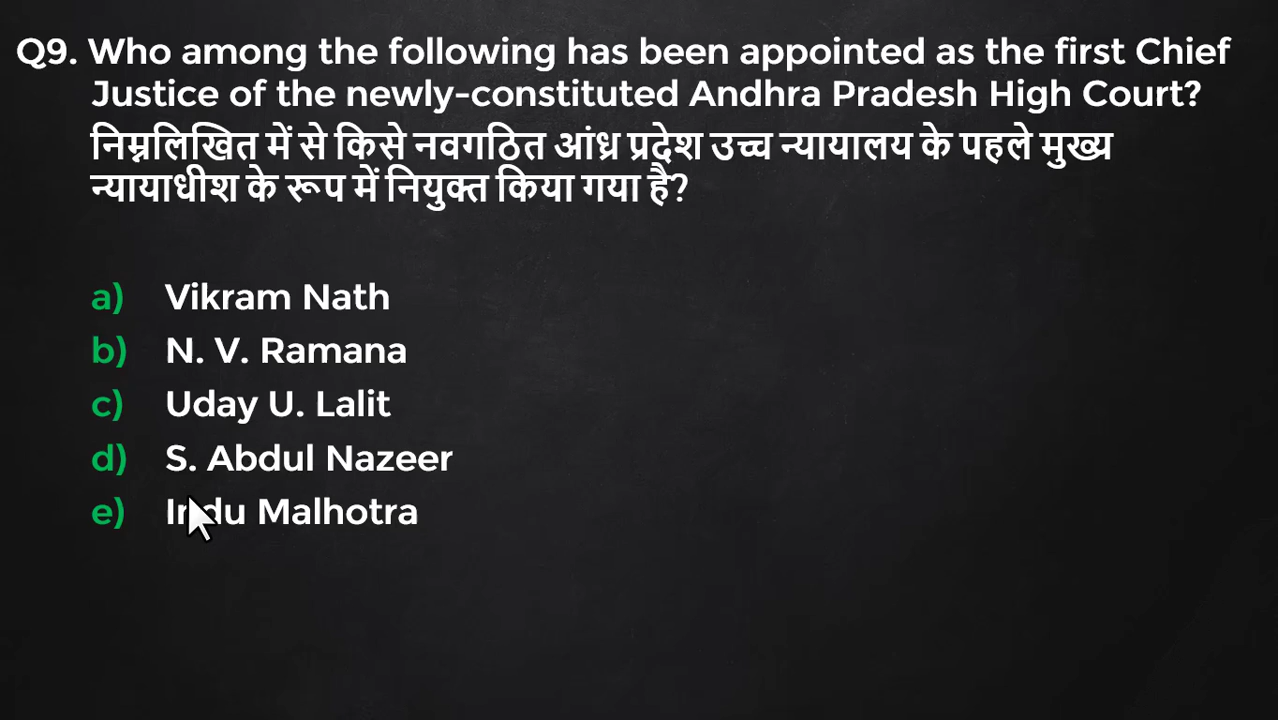 Q9. Who among the following has been appointed as the first Chief
Justice of the newly-constituted Andhra Pradesh High Court?
निम्नलिखित में से किसे नवगठित आंध्र प्रदेश उच्च न्यायालय के पहले मुख्य
न्यायाधीश के रूप में नियुक्त किया गया है?
a) Vikram Nath
b) N. V. Ramana
c) Uday U. Lalit
d) S. Abdul Nazeer
e) Indu Malhotra